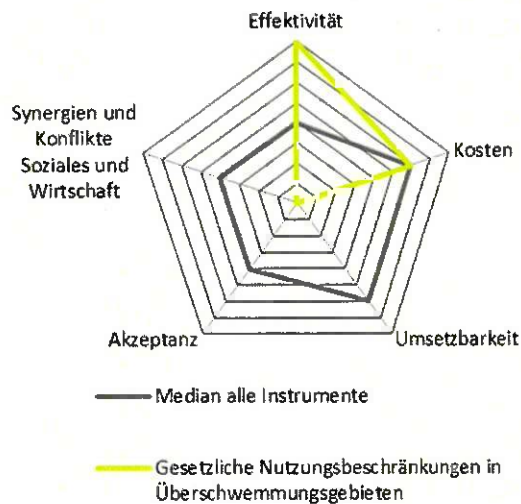 Effektivität
Synergien und
Konflikte
Soziales und
Wirtschaft
Kosten
Akzeptanz
Umsetzbarkeit
Median alle Instrumente
Gesetzliche Nutzungsbeschränkungen in
Überschwemmungsgebieten